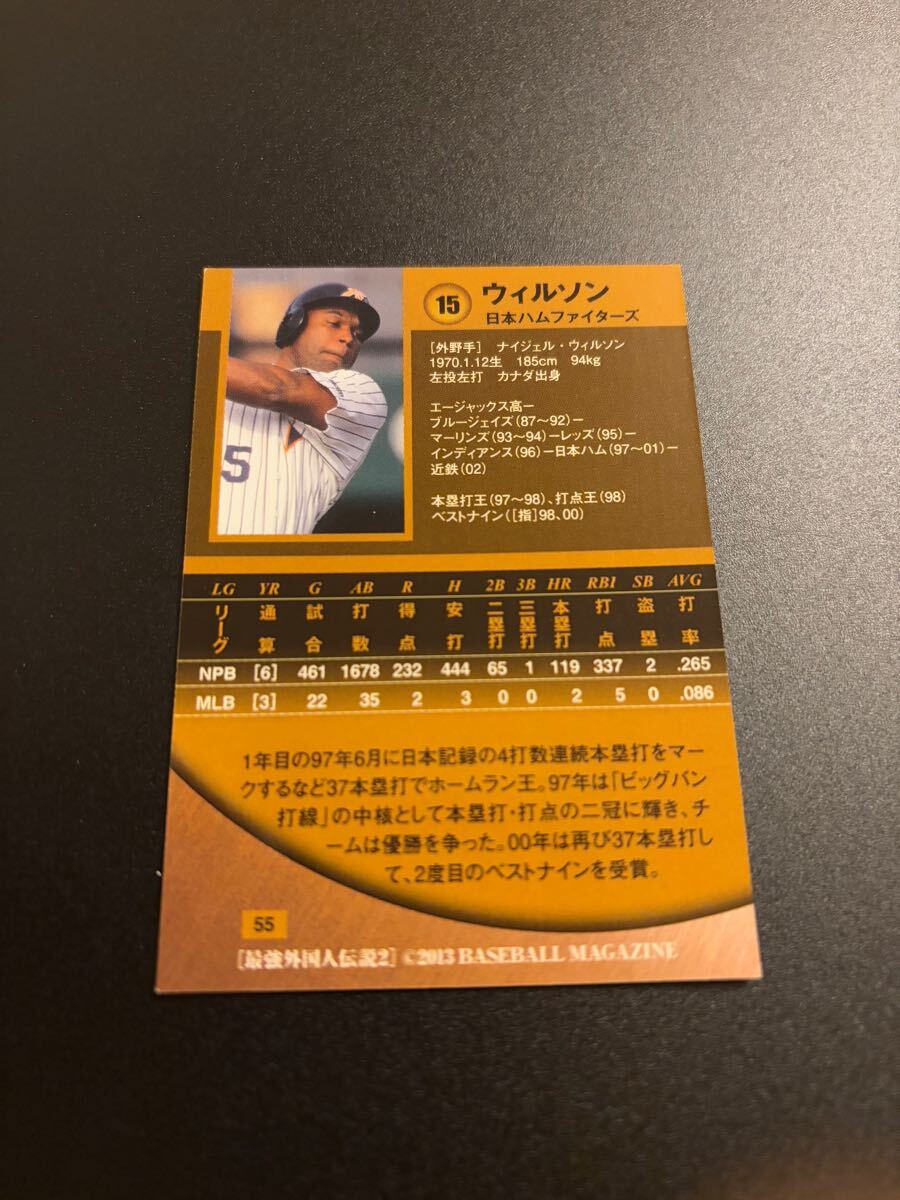 15 ウィルソン
日本ハムファイターズ
5
[外野手] ナイジェル・ウィルソン
1970.1.12生 185cm 94kg
左投左打 カナダ出身
エージャックス高ー
ブルージェイズ(87〜92)ー
マーリンズ(93〜94)ーレッズ(95)ー
インディアンス(96)ー日本ハム(97〜01)ー
近鉄(02)
本塁打王(97〜98)、打点王(98)
ベストナイン([指]98、00)
LG YR G AB R H 2B 3B HR RBI SB AVG
リーグ 通算 試合 打数 得点 安打 二塁打 三塁打 本塁打 打点 盗塁 打率
NPB [6] 461 1678 232 444 65 1 119 337 2 .265
MLB [3] 22 35 2 3 0 0 2 5 0 .086
1年目の97年6月に日本記録の4打数連続本塁打をマー
クするなど37本塁打でホームラン王。97年は「ビッグバン
打線」の中核として本塁打・打点の二冠に輝き、チ
ームは優勝を争った。00年は再び37本塁打し
て、2度目のベストナインを受賞。
55
[最強外国人伝説2] ©2013 BASEBALL MAGAZINE